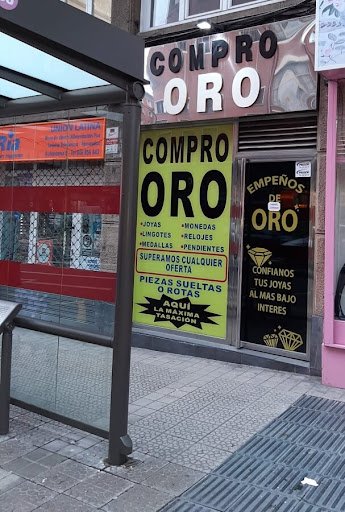 COMPRO
ORO
UNION LATINA
COMPRO
ORO
•JOYAS
•LINGOTES
•MEDALLAS
•MONEDAS
•RELOJES
•PENDIENTES
SUPERAMOS CUALQUIER
OFERTA
PIEZAS SUELTAS
O ROTAS
AQUÍ
LA MÁXIMA
TASACIÓN
EMPEÑOS
DE
ORO
CONFIANOS
TUS JOYAS
AL MAS BAJO
INTERES